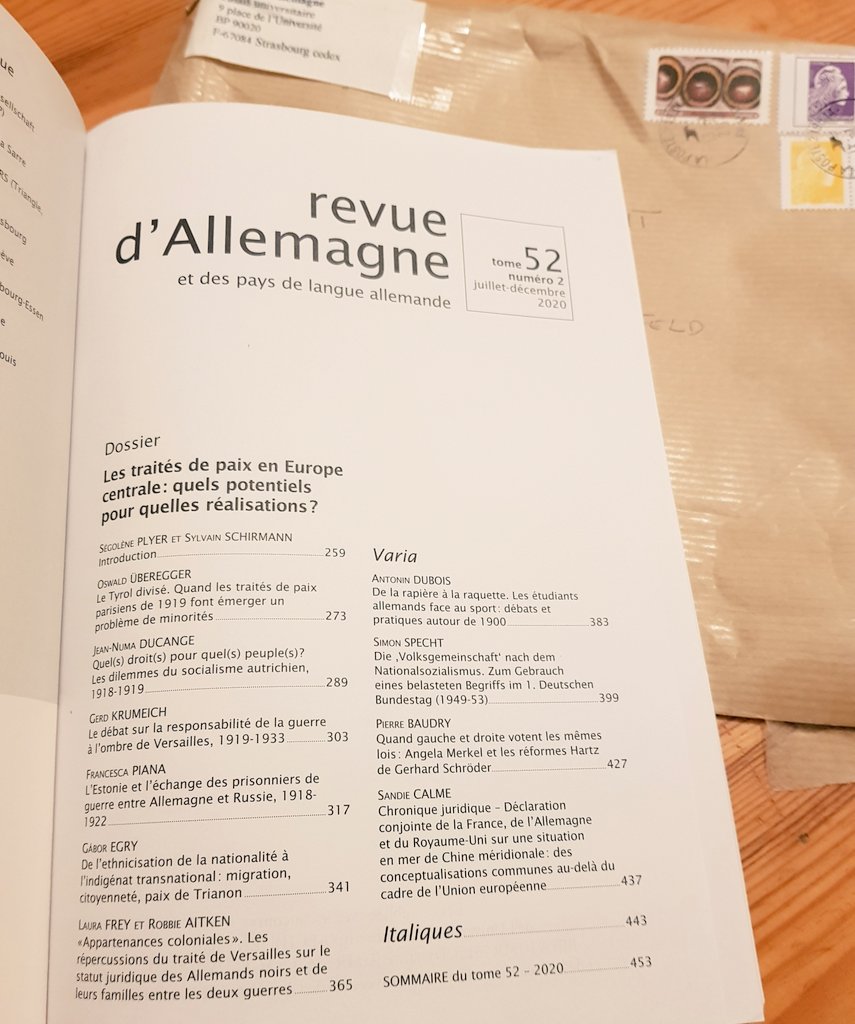 universitaire
9 place de l'Université
BP 90020
F-67084 Strasbourg cedex
LA POSTE
revue
d'Allemagne
et des pays de langue allemande
tome 52
numéro 2
juillet-décembre
2020
Dossier
Les traités de paix en Europe
centrale : quels potentiels
pour quelles réalisations ?
Ségolène PLYER et Sylvain SCHIRMANN
Introduction 259
Oswald ÜBEREGGER
Le Tyrol divisé. Quand les traités de paix
parisiens de 1919 font émerger un
problème de minorités 273
Jean-Numa DUCANGE
Quel(s) droit(s) pour quel(s) peuple(s) ?
Les dilemmes du socialisme autrichien,
1918-1919 289
Gerd KRUMEICH
Le débat sur la responsabilité de la guerre
à l'ombre de Versailles, 1919-1933 303
Francesca PIANA
L'Estonie et l'échange des prisonniers de
guerre entre Allemagne et Russie, 1918-
1922 317
Gábor EGRY
De l'ethnicisation de la nationalité à
l'indigénat transnational : migration,
citoyenneté, paix de Trianon 341
Laura FREY et Robbie AITKEN
« Appartenances coloniales ». Les
répercussions du traité de Versailles sur le
statut juridique des Allemands noirs et de
leurs familles entre les deux guerres 365
Varia
Antonin DUBOIS
De la rapière à la raquette. Les étudiants
allemands face au sport : débats et
pratiques autour de 1900 383
Simon SPECHT
Die ‚Volksgemeinschaft' nach dem
Nationalsozialismus. Zum Gebrauch
eines belasteten Begriffs im 1. Deutschen
Bundestag (1949-53) 399
Pierre BAUDRY
Quand gauche et droite votent les mêmes
lois : Angela Merkel et les réformes Hartz
de Gerhard Schröder 427
Sandie CALME
Chronique juridique – Déclaration
conjointe de la France, de l'Allemagne
et du Royaume-Uni sur une situation
en mer de Chine méridionale : des
conceptualisations communes au-delà du
cadre de l'Union européenne 437
Italiques 443
SOMMAIRE du tome 52 – 2020 453